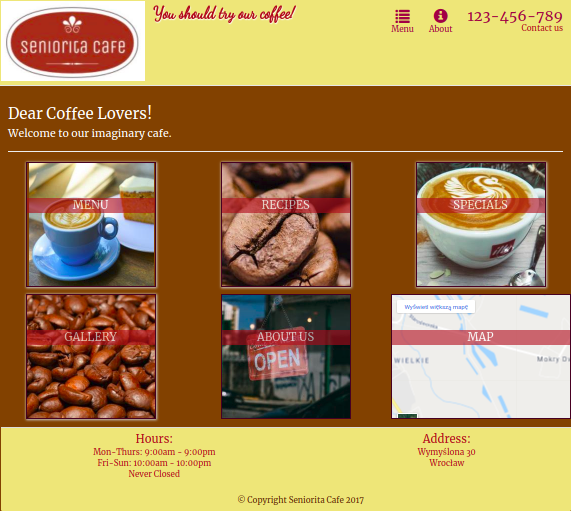 seniorita cafe
You should try our coffee!
Menu
About
123-456-789
Contact us
Dear Coffee Lovers!
Welcome to our imaginary cafe.
MENU
RECIPES
SPECIALS
illy
GALLERY
ABOUT US
OPEN
Wyświetl większą mapę
MAP
WIELKIE
Mokry D
Hours:
Mon-Thurs: 9:00am - 9:00pm
Fri-Sun: 10:00am - 10:00pm
Never Closed
Address:
Wymyślona 30
Wrocław
© Copyright Seniorita Cafe 2017